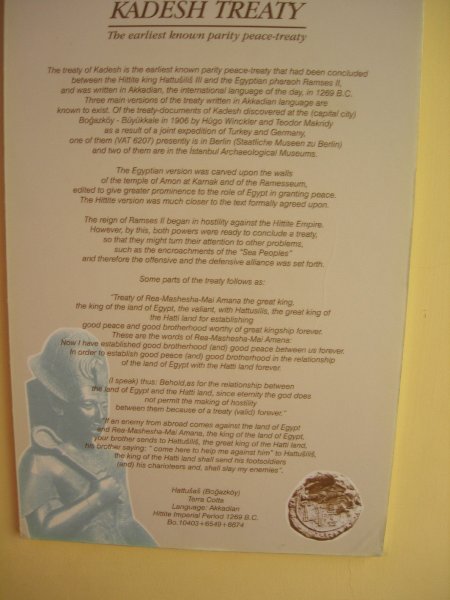 KADESH TREATY
The earliest known parity peace-treaty
The treaty of Kadesh is the earliest known parity peace-treaty that had been concluded
between the Hittite king Hattušiliš III and the Egyptian pharaoh Ramses II,
and was written in Akkadian, the international language of the day, in 1269 B.C.
Three main versions of the treaty written in Akkadian language are
known to exist. Of the treaty-documents of Kadesh discovered at the (capital city)
Boğazköy - Büyükkale in 1906 by Hügo Winckler and Teodor Makridy
as a result of a joint expedition of Turkey and Germany,
one of them (VAT 6207) presently is in Berlin (Staatliche Museen zu Berlin)
and two of them are in the İstanbul Archaeological Museums.
The Egyptian version was carved upon the walls
of the temple of Amon at Karnak and of the Ramesseum,
edited to give greater prominence to the role of Egypt in granting peace.
The Hittite version was much closer to the text formally agreed upon.
The reign of Ramses II began in hostility against the Hittite Empire.
However, by this, both powers were ready to conclude a treaty,
so that they might turn their attention to other problems,
such as the encroachments of the "Sea Peoples"
and therefore the offensive and the defensive alliance was set forth.
Some parts of the treaty follows as:
"Treaty of Rea-Mashesha-Mai Amana the great king,
the king of the land of Egypt, the valiant, with Hattusilis, the great king of
the Hatti land for establishing
good peace and good brotherhood worthy of great kingship forever.
These are the words of Rea-Mashesha-Mai Amana:
Now I have established good brotherhood (and) good peace between us forever.
In order to establish good peace (and) good brotherhood in the relationship
of the land of Egypt with the Hatti land forever.
(I speak) thus: Behold,as for the relationship between
the land of Egypt and the Hatti land, since eternity the god does
not permit the making of hostility
between them because of a treaty (valid) forever."
"If an enemy from abroad comes against the land of Egypt
and Rea-Mashesha-Mai Amana, the king of the land of Egypt,
your brother sends to Hattušiliš, the great king of the Hatti land,
his brother saying: " come here to help me against him" to Hattušiliš,
the king of the Hatti land shall send his footsoldiers
(and) his charioteers and, shall slay my enemies".
Hattušaš (Boğazköy)
Terra Cotta
Language: Akkadian
Hittite Imperial Period 1269 B.C.
Bo.10403+6549+6674